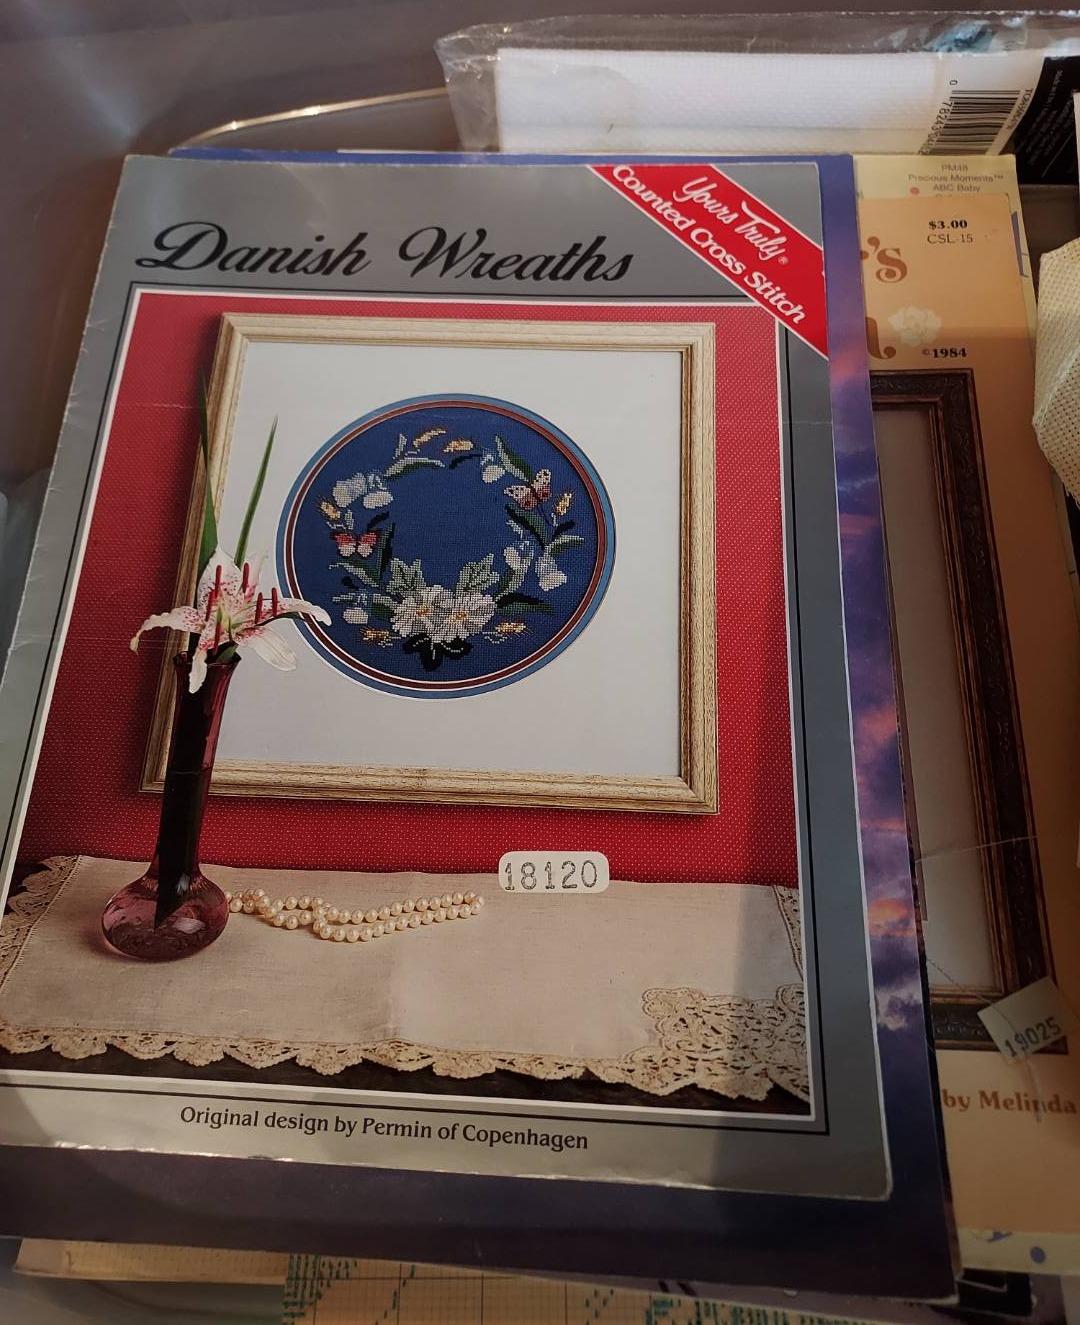 Danish Wreaths
Yours Truly®
Counted Cross Stitch
18120
Original design by Permin of Copenhagen
PM48
Precious Moments™
ABC Baby
$3.00
CSL-15
's
©1984
19025
by Melinda